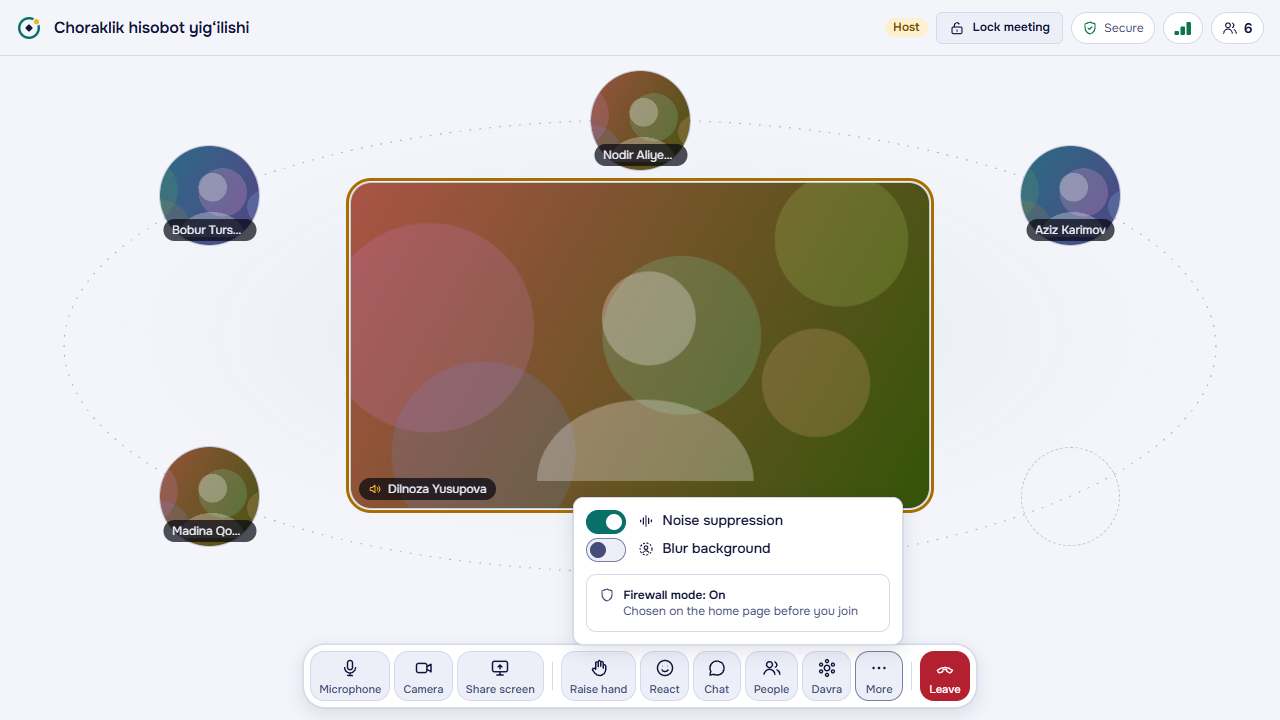 Choraklik hisobot yig‘ilishi
Host
Lock meeting
Secure
6
Nodir Aliye...
Bobur Turs...
Aziz Karimov
Dilnoza Yusupova
Madina Qo...
Noise suppression
Blur background
Firewall mode: On
Chosen on the home page before you join
Microphone
Camera
Share screen
Raise hand
React
Chat
People
Davra
More
Leave